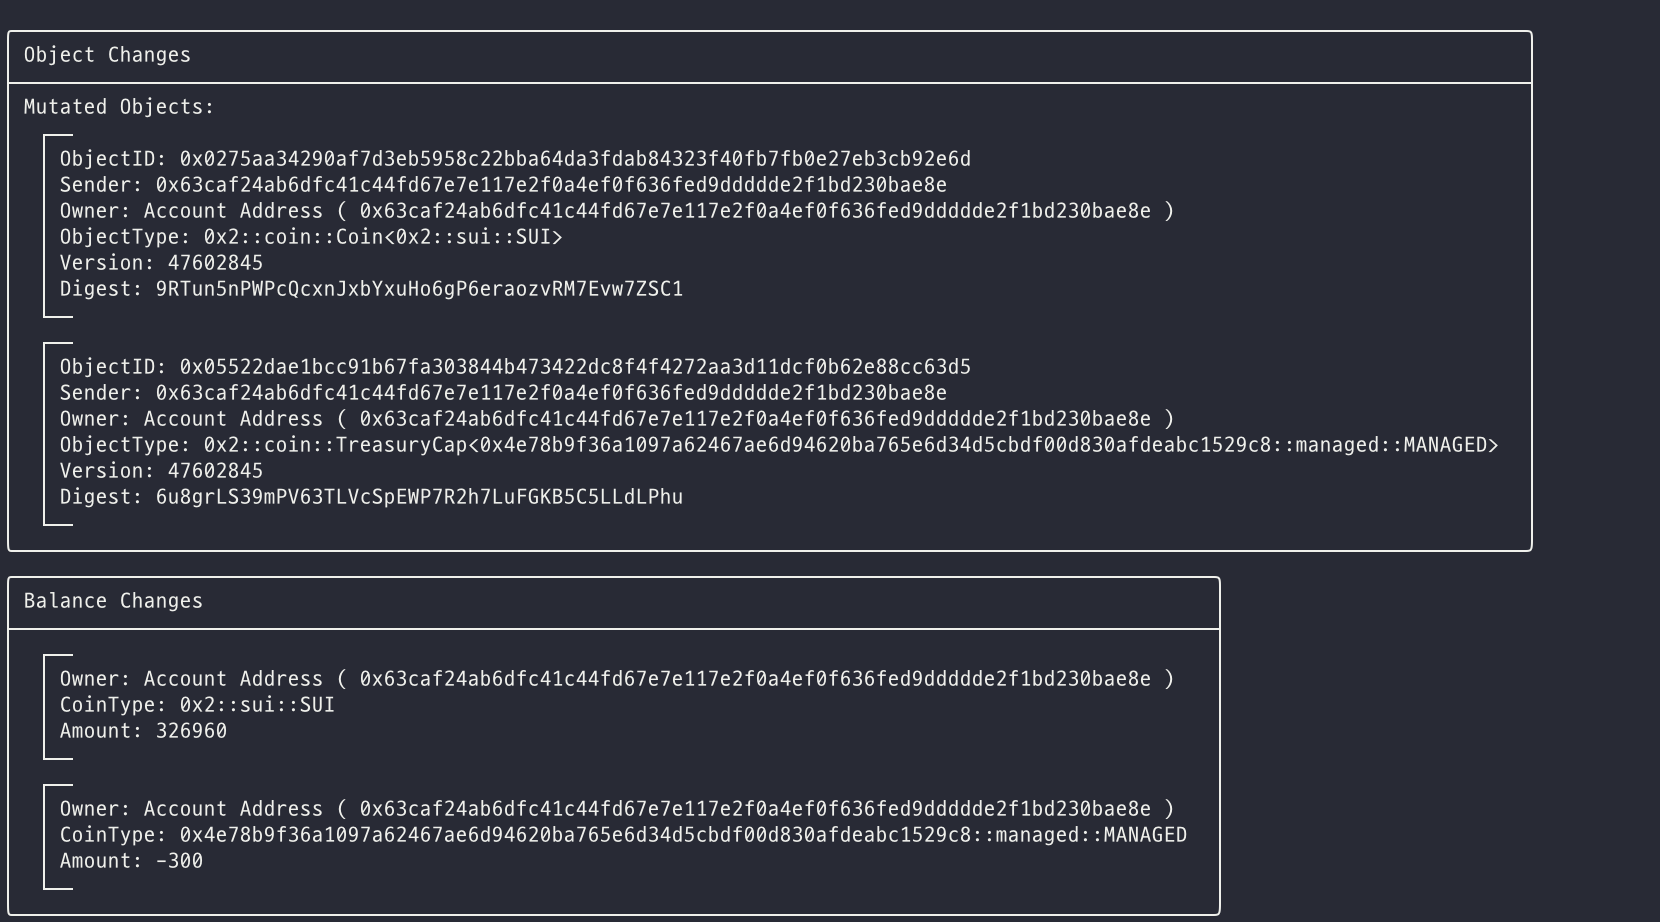 Object Changes
Mutated Objects:
ObjectID: 0x0275aa34290af7d3eb5958c22bba64da3fdab84323f40fb7fb0e27eb3cb92e6d
Sender: 0x63caf24ab6dfc41c44fd67e7e117e2f0a4ef0f636fed9ddddde2f1bd230bae8e
Owner: Account Address ( 0x63caf24ab6dfc41c44fd67e7e117e2f0a4ef0f636fed9ddddde2f1bd230bae8e )
ObjectType: 0x2::coin::Coin<0x2::sui::SUI>
Version: 47602845
Digest: 9RTun5nPWPcQcxnJxbYxuHo6gP6eraozvRM7Evw7ZSC1
ObjectID: 0x05522dae1bcc91b67fa303844b473422dc8f4f4272aa3d11dcf0b62e88cc63d5
Sender: 0x63caf24ab6dfc41c44fd67e7e117e2f0a4ef0f636fed9ddddde2f1bd230bae8e
Owner: Account Address ( 0x63caf24ab6dfc41c44fd67e7e117e2f0a4ef0f636fed9ddddde2f1bd230bae8e )
ObjectType: 0x2::coin::TreasuryCap<0x4e78b9f36a1097a62467ae6d94620ba765e6d34d5cbdf00d830afdeabc1529c8::managed::MANAGED>
Version: 47602845
Digest: 6u8grLS39mPV63TLVcSpEWP7R2h7LuFGKB5C5LLdLPhu
Balance Changes
Owner: Account Address ( 0x63caf24ab6dfc41c44fd67e7e117e2f0a4ef0f636fed9ddddde2f1bd230bae8e )
CoinType: 0x2::sui::SUI
Amount: 326960
Owner: Account Address ( 0x63caf24ab6dfc41c44fd67e7e117e2f0a4ef0f636fed9ddddde2f1bd230bae8e )
CoinType: 0x4e78b9f36a1097a62467ae6d94620ba765e6d34d5cbdf00d830afdeabc1529c8::managed::MANAGED
Amount: -300